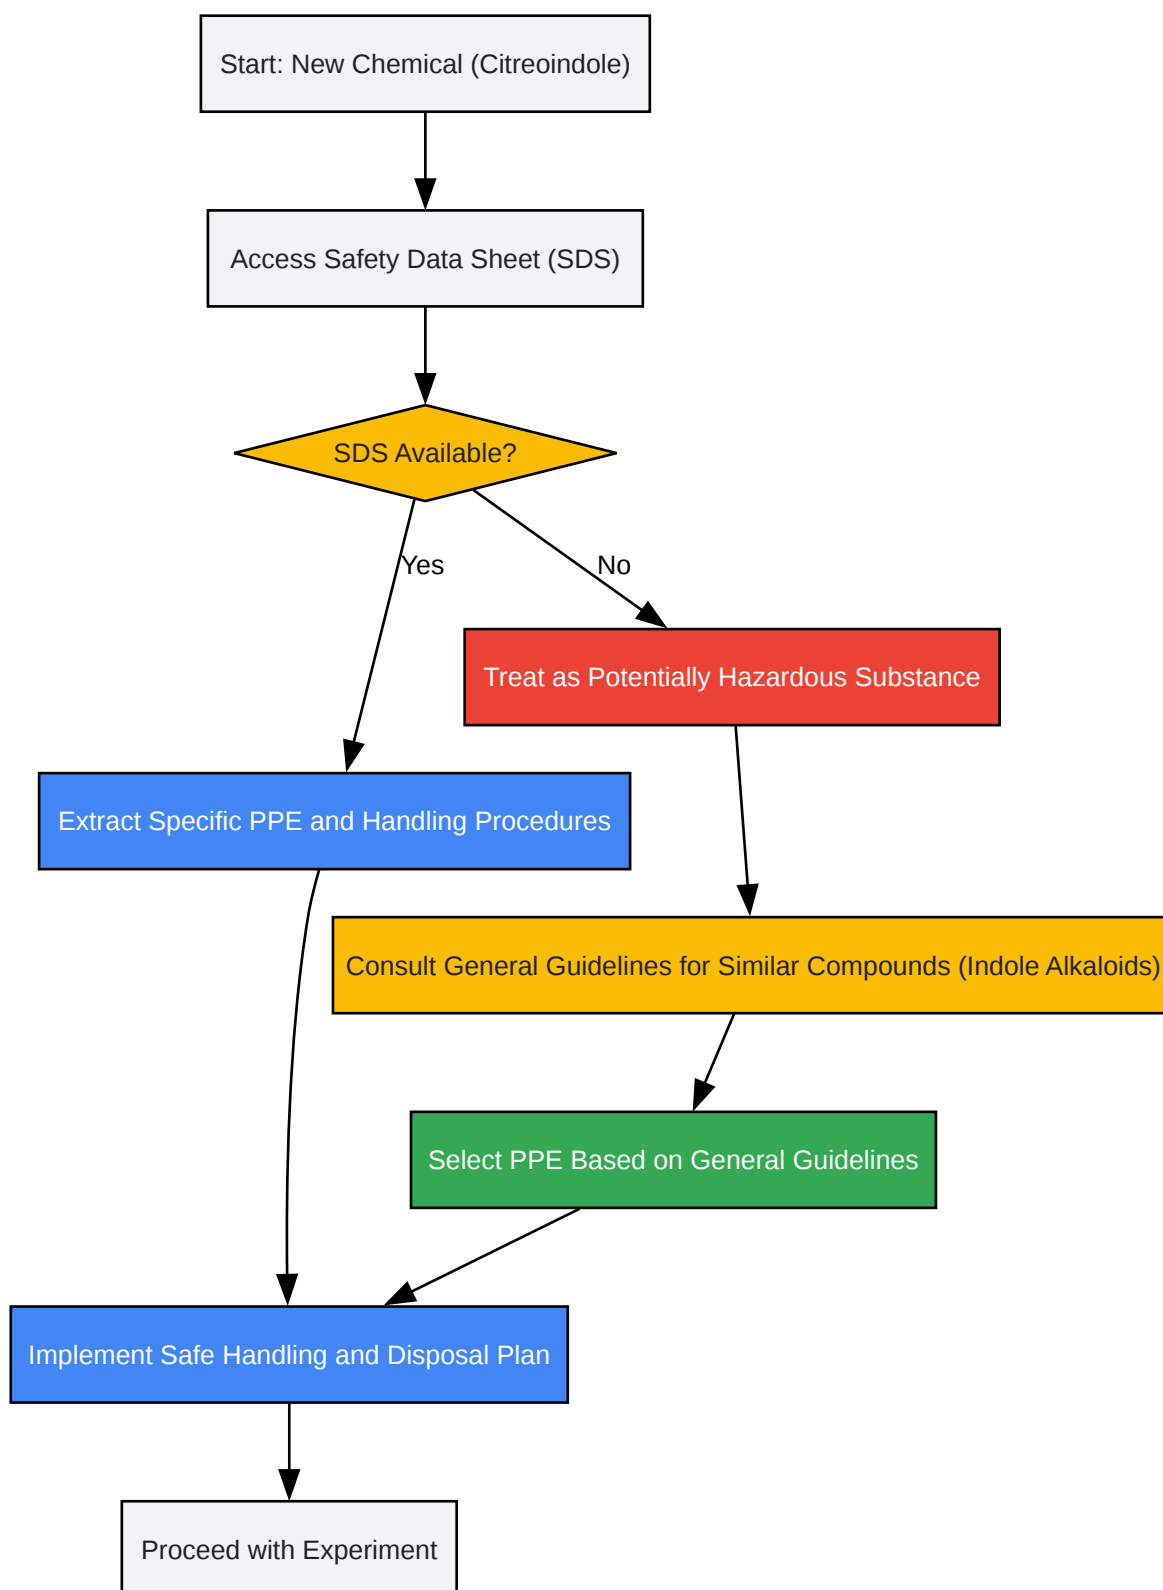 Start: New Chemical (Citreoindole)
Access Safety Data Sheet (SDS)
SDS Available?
Yes
No
Treat as Potentially Hazardous Substance
Extract Specific PPE and Handling Procedures
Consult General Guidelines for Similar Compounds (Indole Alkaloids)
Select PPE Based on General Guidelines
Implement Safe Handling and Disposal Plan
Proceed with Experiment